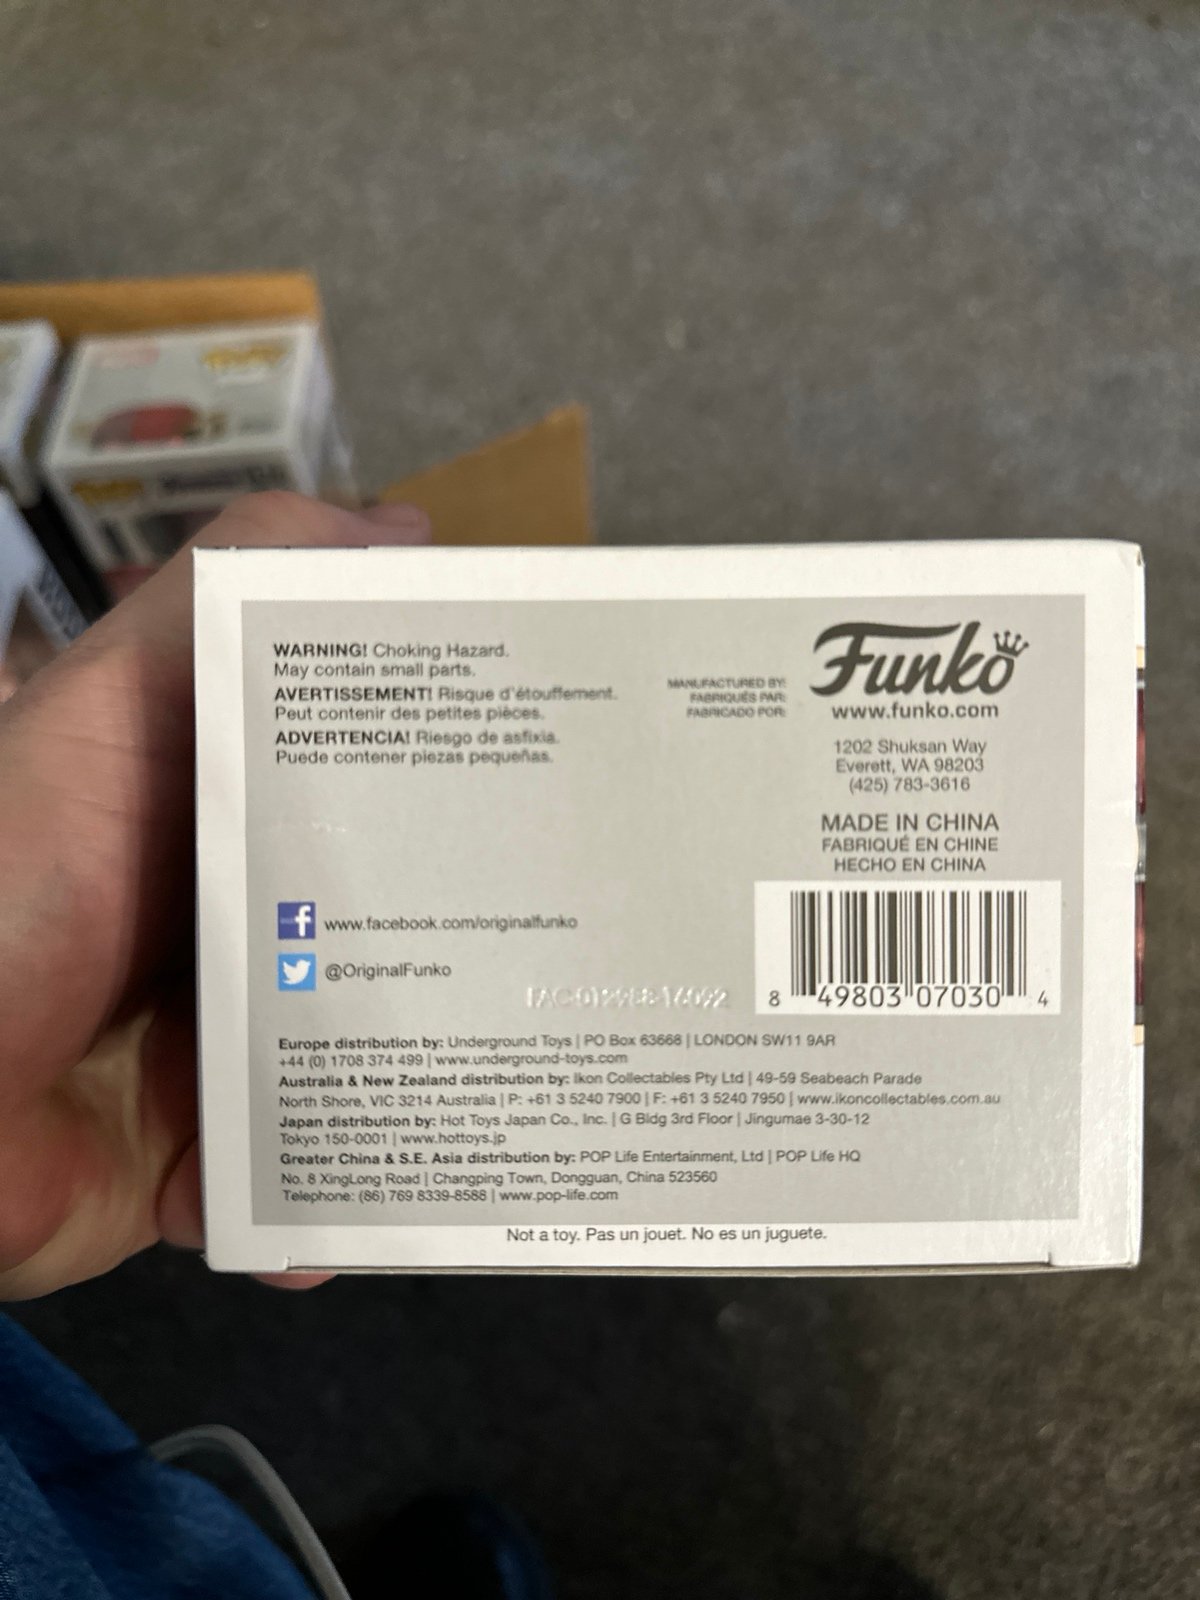 WARNING! Choking Hazard.
May contain small parts.
AVERTISSEMENT! Risque d'étouffement.
Peut contenir des petites pièces.
ADVERTENCIA! Riesgo de asfixia.
Puede contener piezas pequeñas.
MANUFACTURED BY:
FABRIQUÉS PAR:
FABRICADO POR:
Funko
www.funko.com
1202 Shuksan Way
Everett, WA 98203
(425) 783-3616
MADE IN CHINA
FABRIQUÉ EN CHINE
HECHO EN CHINA
f www.facebook.com/originalfunko
@OriginalFunko
8 49803 07030 4
Europe distribution by: Underground Toys | PO Box 63668 | LONDON SW11 9AR
+44 (0) 1708 374 499 | www.underground-toys.com
Australia & New Zealand distribution by: Ikon Collectables Pty Ltd | 49-59 Seabeach Parade
North Shore, VIC 3214 Australia | P: +61 3 5240 7900 | F: +61 3 5240 7950 | www.ikoncollectables.com.au
Japan distribution by: Hot Toys Japan Co., Inc. | G Bldg 3rd Floor | Jingumae 3-30-12
Tokyo 150-0001 | www.hottoys.jp
Greater China & S.E. Asia distribution by: POP Life Entertainment, Ltd | POP Life HQ
No. 8 XingLong Road | Changping Town, Dongguan, China 523560
Telephone: (86) 769 8339-8588 | www.pop-life.com
Not a toy. Pas un jouet. No es un juguete.